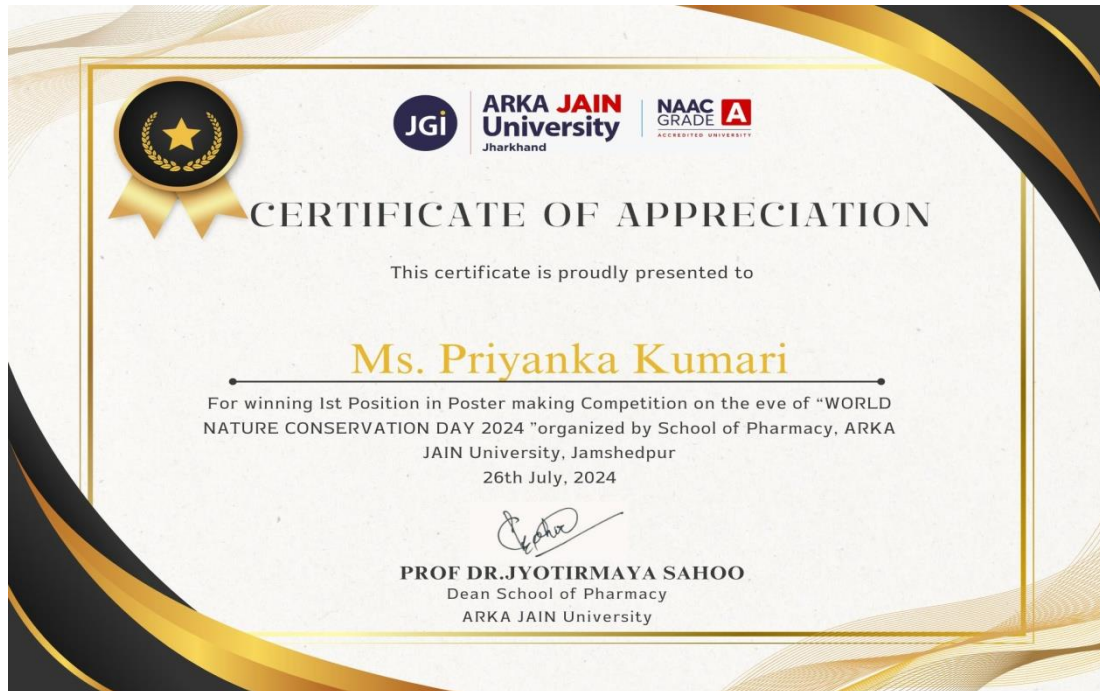 JGi
ARKA JAIN
University
Jharkhand
NAAC
GRADE A
ACCREDITED UNIVERSITY
CERTIFICATE OF APPRECIATION
This certificate is proudly presented to
Ms. Priyanka Kumari
For winning 1st Position in Poster making Competition on the eve of “WORLD
NATURE CONSERVATION DAY 2024 ”organized by School of Pharmacy, ARKA
JAIN University, Jamshedpur
26th July, 2024
PROF DR.JYOTIRMAYA SAHOO
Dean School of Pharmacy
ARKA JAIN University